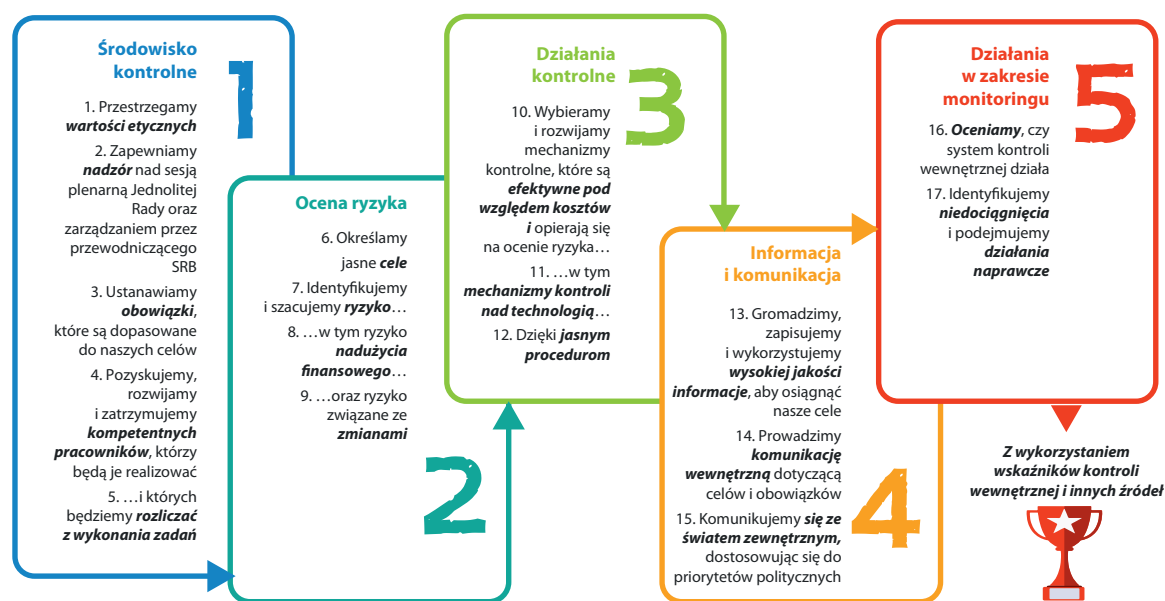 Środowisko
kontrolne
1
1. Przestrzegamy
wartości etycznych
2. Zapewniamy
nadzór nad sesją
plenarną Jednolitej
Rady oraz
zarządzaniem przez
przewodniczącego
SRB
3. Ustanawiamy
obowiązki,
które są dopasowane
do naszych celów
4. Pozyskujemy,
rozwijamy
i zatrzymujemy
kompetentnych
pracowników, którzy
będą je realizować
5. …i których
będziemy rozliczać
z wykonania zadań
Ocena ryzyka
6. Określamy
jasne cele
7. Identyfikujemy
i szacujemy ryzyko…
8. …w tym ryzyko
nadużycia
finansowego…
9. …oraz ryzyko
związane ze
zmianami
2
Działania
kontrolne
3
10. Wybieramy
i rozwijamy
mechanizmy
kontrolne, które są
efektywne pod
względem kosztów
i opierają się
na ocenie ryzyka…
11. …w tym
mechanizmy kontroli
nad technologią…
12. Dzięki jasnym
procedurom
Informacja
i komunikacja
13. Gromadzimy,
zapisujemy
i wykorzystujemy
wysokiej jakości
informacje, aby osiągnąć
nasze cele
14. Prowadzimy
komunikację
wewnętrzną dotyczącą
celów i obowiązków
15. Komunikujemy się ze
światem zewnętrznym,
dostosowując się do
priorytetów politycznych
4
Działania
w zakresie
monitoringu
5
16. Oceniamy, czy
system kontroli
wewnętrznej działa
17. Identyfikujemy
niedociągnięcia
i podejmujemy
działania
naprawcze
Z wykorzystaniem
wskaźników kontroli
wewnętrznej i innych źródeł